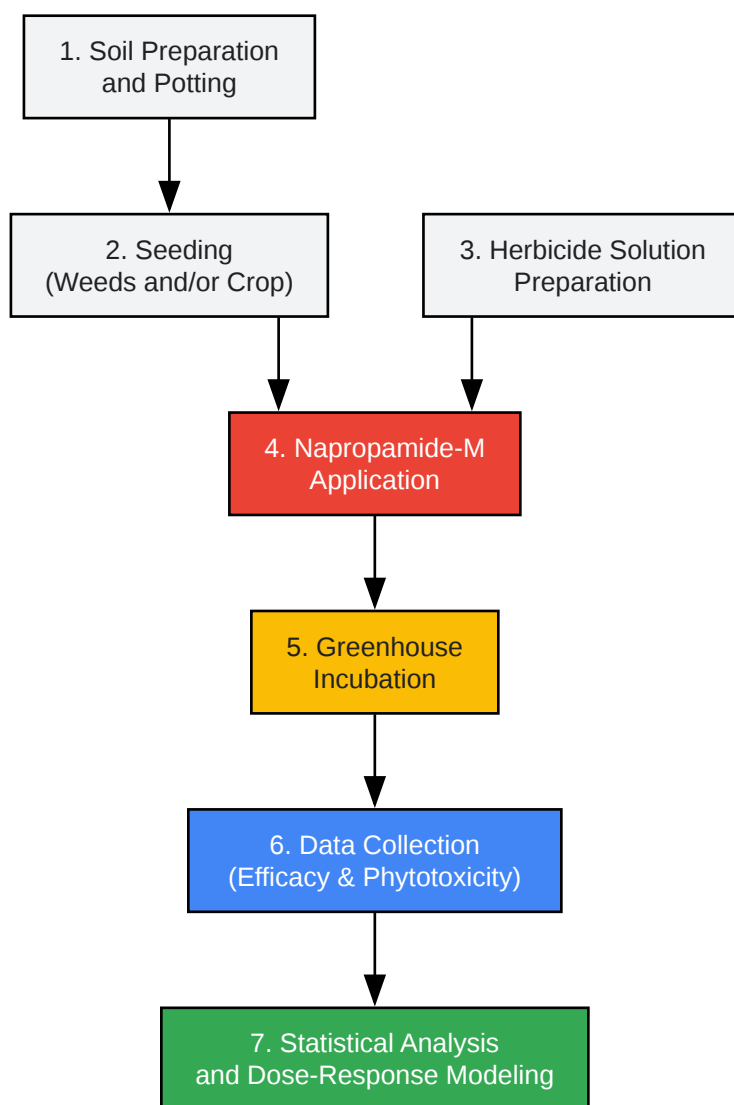 1. Soil Preparation
and Potting
2. Seeding
(Weeds and/or Crop)
3. Herbicide Solution
Preparation
4. Napropamide-M
Application
5. Greenhouse
Incubation
6. Data Collection
(Efficacy & Phytotoxicity)
7. Statistical Analysis
and Dose-Response Modeling